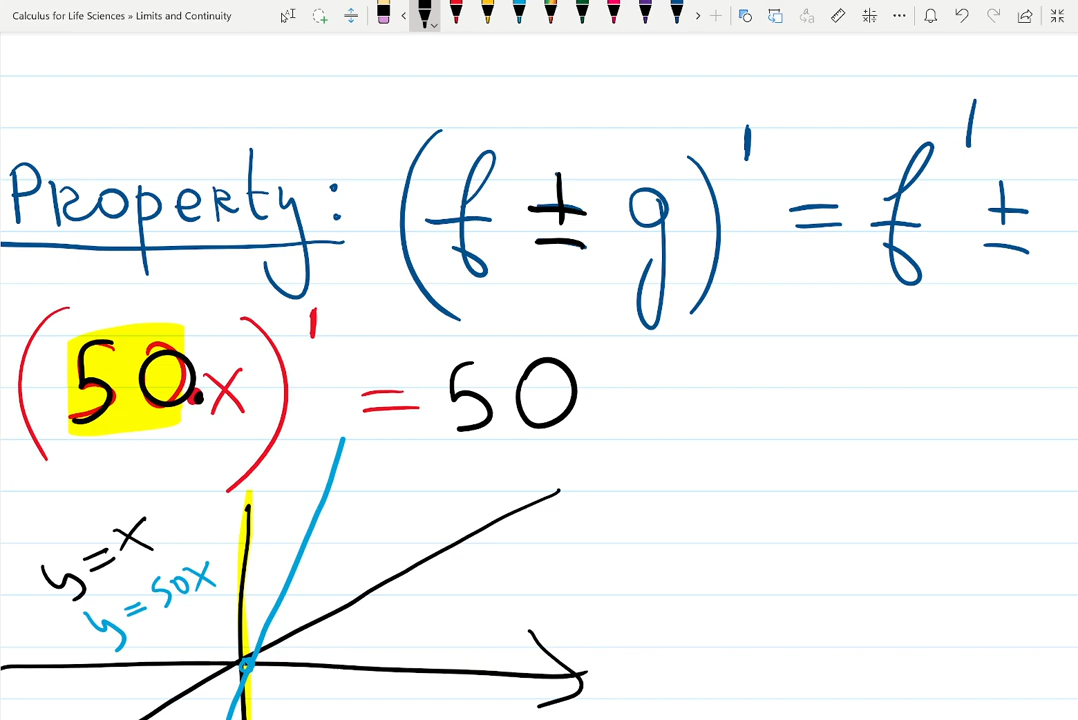 Calculus for Life Sciences » Limits and Continuity
Property: (f ± g)' = f' ±
(50.x)' = 50
y = x
y = 50x